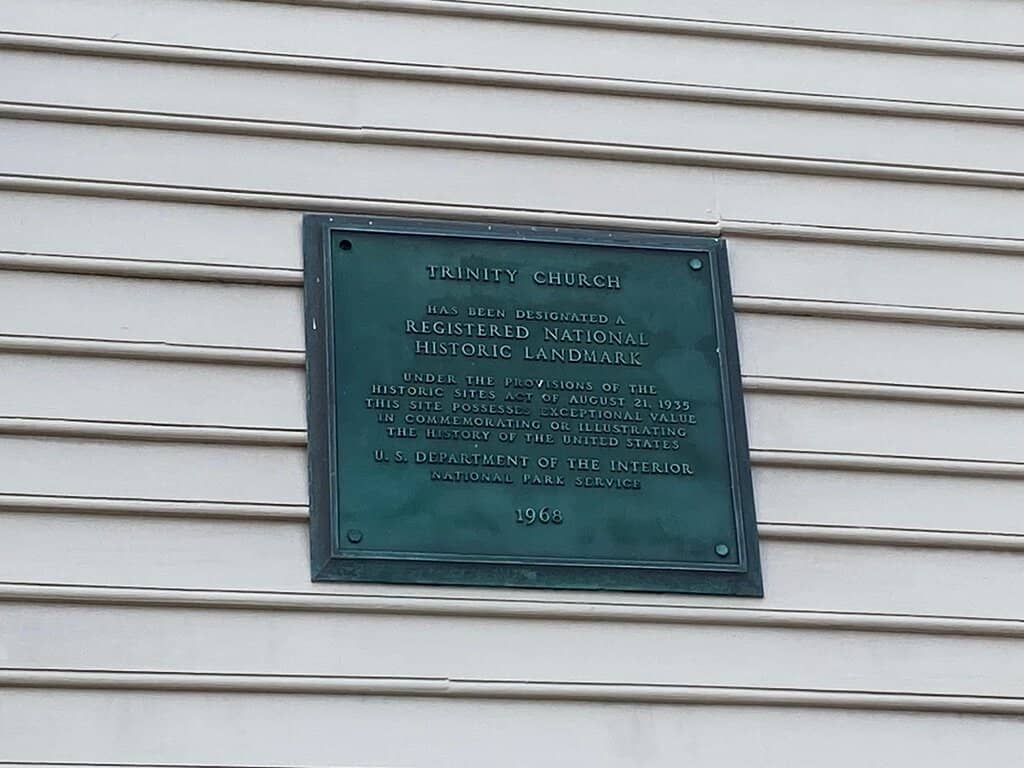 TRINITY CHURCH
HAS BEEN DESIGNATED A
REGISTERED NATIONAL
HISTORIC LANDMARK
UNDER THE PROVISIONS OF THE
HISTORIC SITES ACT OF AUGUST 21, 1935
THIS SITE POSSESSES EXCEPTIONAL VALUE
IN COMMEMORATING OR ILLUSTRATING
THE HISTORY OF THE UNITED STATES
U. S. DEPARTMENT OF THE INTERIOR
NATIONAL PARK SERVICE
1968